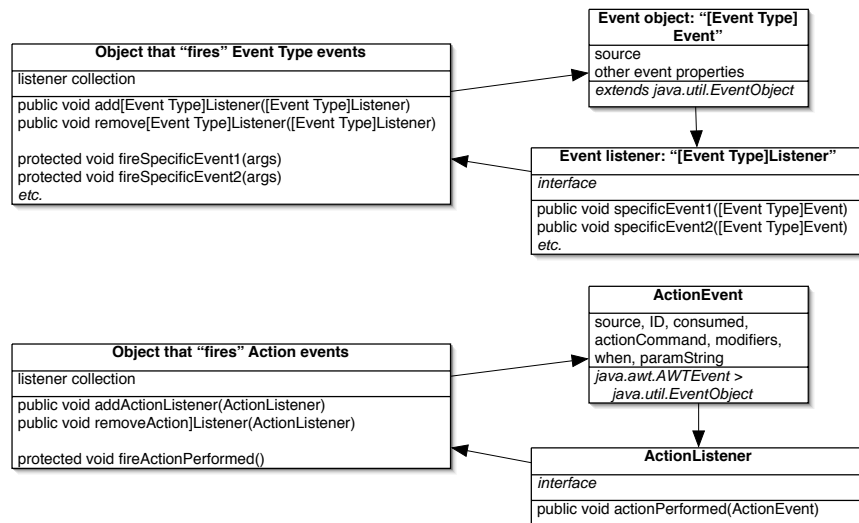 Object that “fires” Event Type events
listener collection
public void add[Event Type]Listener([Event Type]Listener)
public void remove[Event Type]Listener([Event Type]Listener)
protected void fireSpecificEvent1(args)
protected void fireSpecificEvent2(args)
etc.
Event object: “[Event Type]
Event”
source
other event properties
extends java.util.EventObject
Event listener: “[Event Type]Listener”
interface
public void specificEvent1([Event Type]Event)
public void specificEvent2([Event Type]Event)
etc.
Object that “fires” Action events
listener collection
public void addActionListener(ActionListener)
public void removeAction]Listener(ActionListener)
protected void fireActionPerformed()
ActionEvent
source, ID, consumed,
actionCommand, modifiers,
when, paramString
java.awt.AWTEvent >
java.util.EventObject
ActionListener
interface
public void actionPerformed(ActionEvent)